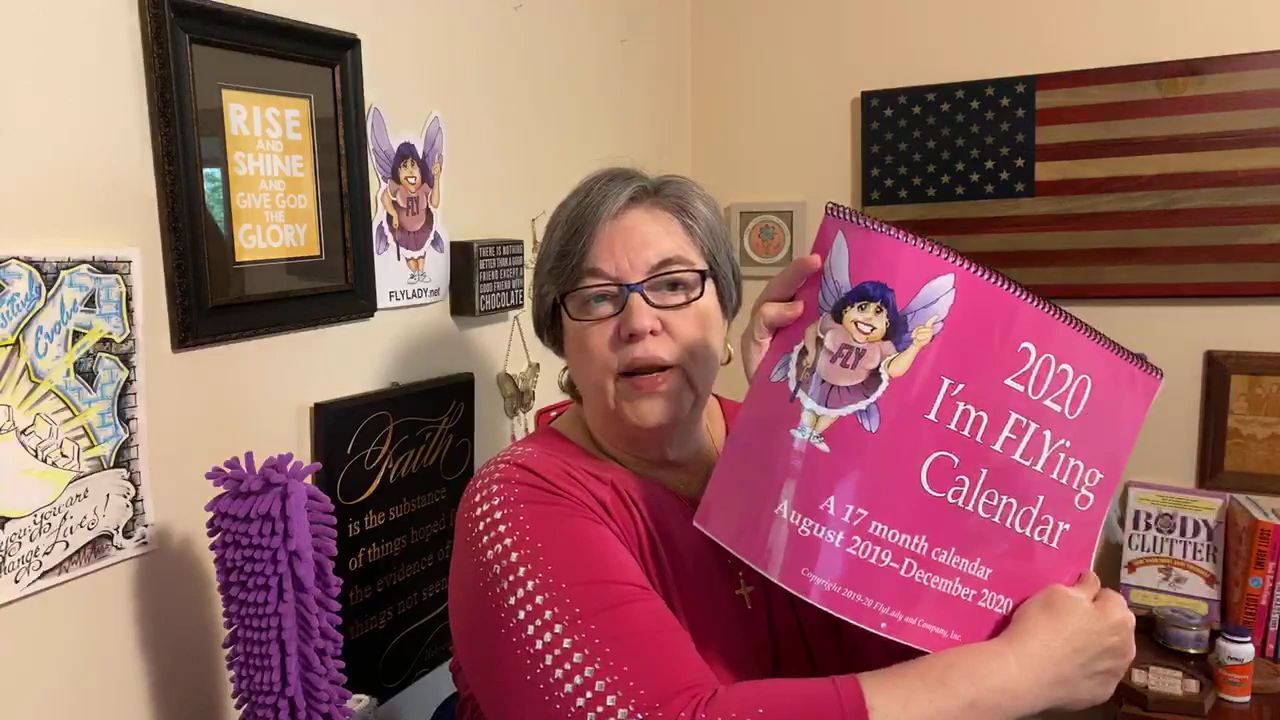 RISE
AND
SHINE
AND
GIVE GOD
THE
GLORY
FLY
FLYLADY.net
THERE IS NOTHING
BETTER THAN A GOOD
FRIEND EXCEPT A
GOOD FRIEND WITH
CHOCOLATE
Evolve
you. You are
change. Lives!
Faith
is the substance
of things hoped
the evidence of
things not seen
FLY
2020
I'm FLYing
Calendar
A 17 month calendar
August 2019-December 2020
Copyright 2019-20 FlyLady and Company, Inc.
BODY
CLUTTER